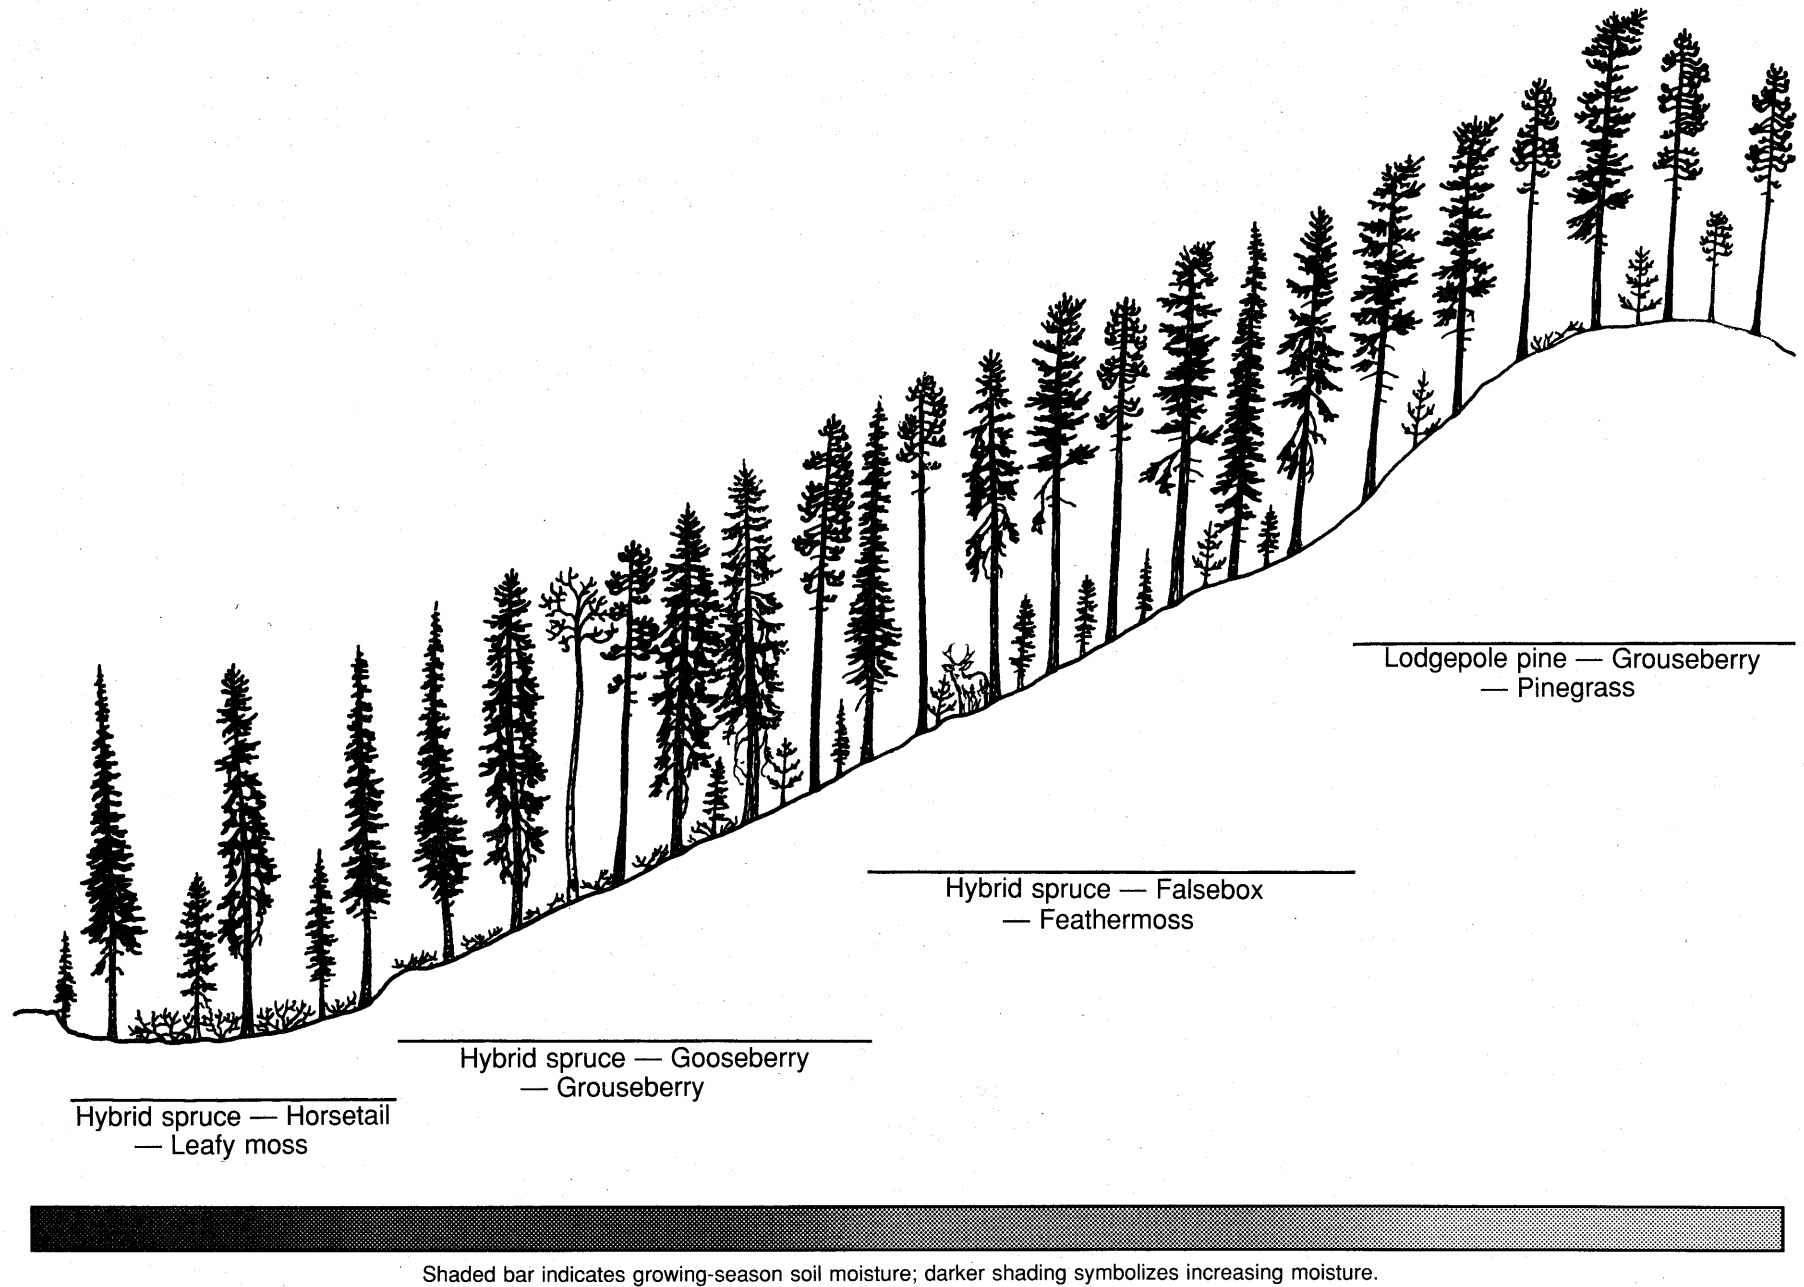 Lodgepole pine — Grouseberry
— Pinegrass
Hybrid spruce — Falsebox
— Feathermoss
Hybrid spruce — Gooseberry
— Grouseberry
Hybrid spruce — Horsetail
— Leafy moss
Shaded bar indicates growing-season soil moisture; darker shading symbolizes increasing moisture.